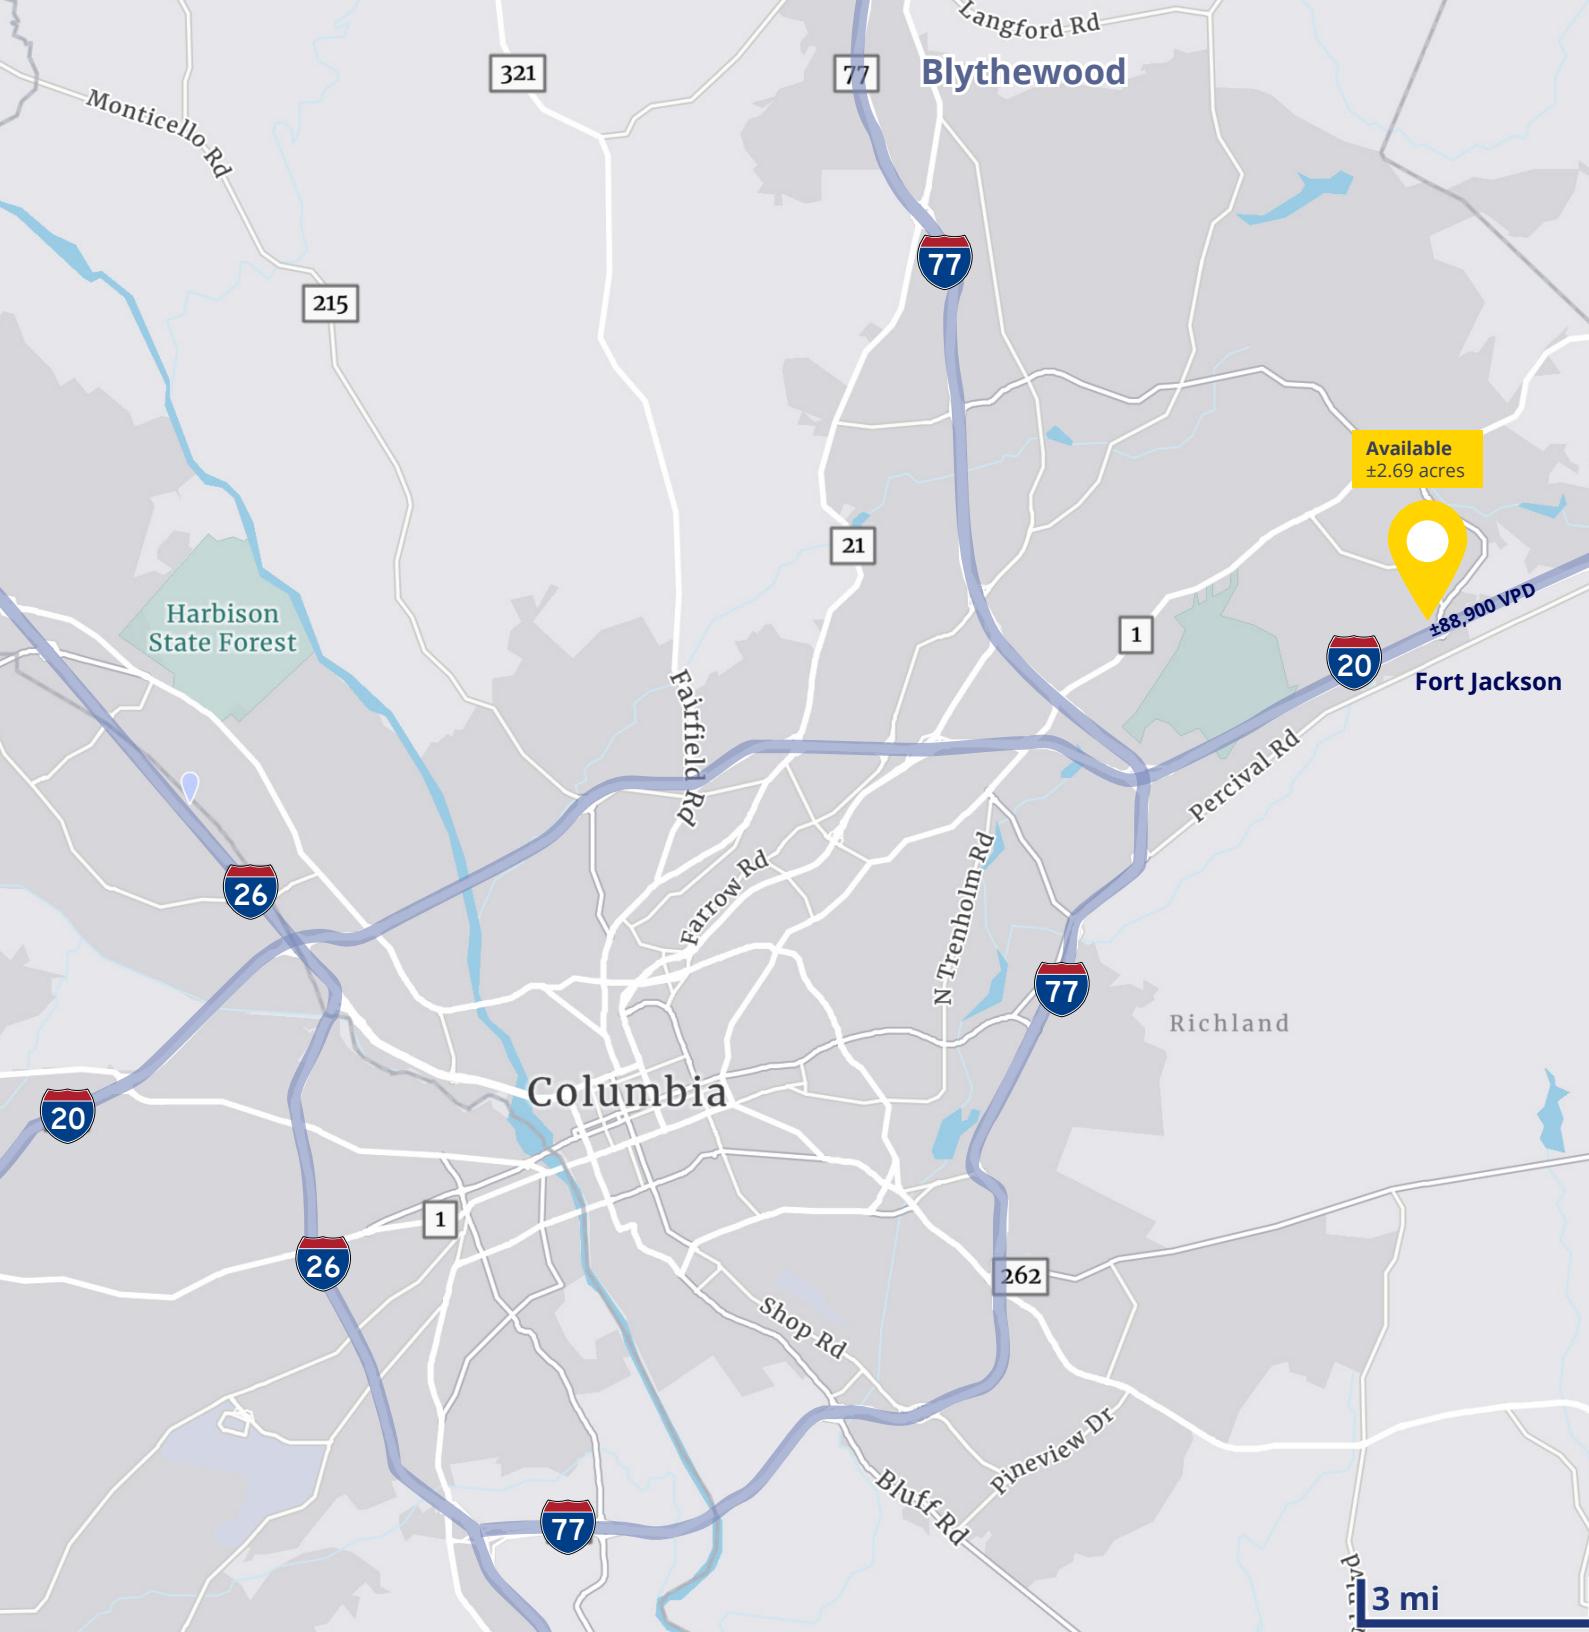 Langford Rd
321
77
Blythewood
Monticello Rd
77
215
Available
±2.69 acres
21
±88,900 VPD
Harbison
State Forest
1
20
Fort Jackson
Fairfield Rd
Percival Rd
26
Farrow Rd
N Trenholm Rd
77
Richland
Columbia
20
1
26
262
Shop Rd
Pineview Dr
Bluff Rd
77
3 mi